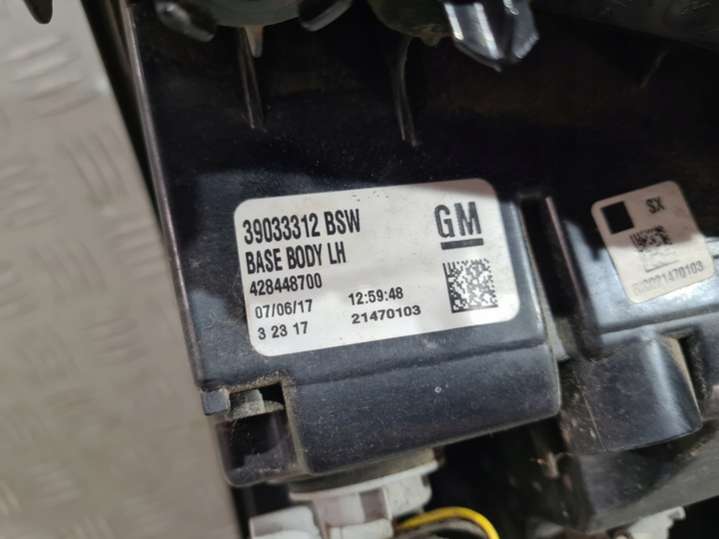 39033312 BSW
GM
BASE BODY LH
428448700
07/06/17 12:59:48
3 23 17 21470103
SX